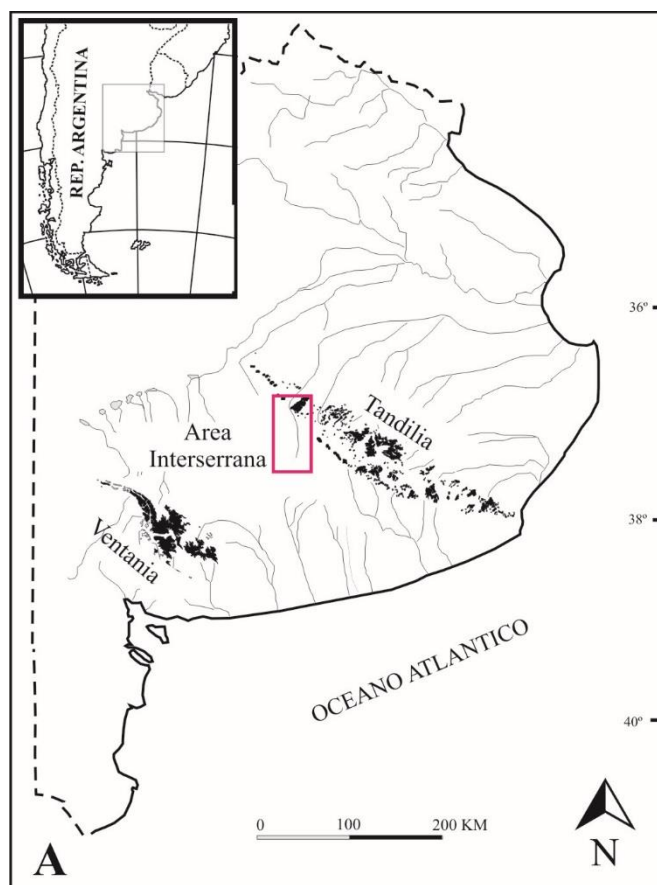 REP. ARGENTINA
36º
Tandilia
Area
Interserrana
38º
Ventania
OCEANO ATLANTICO
40º
0 100 200 KM
A
N